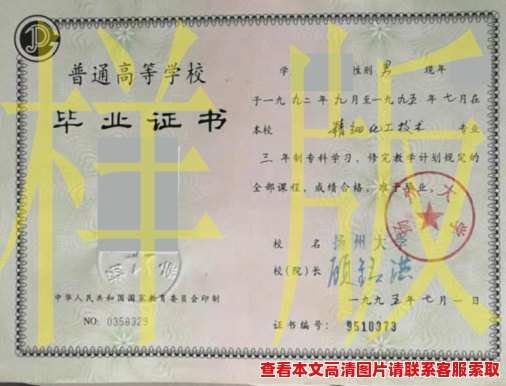 普通高等学校
毕业证书
中华人民共和国国家教育委员会印制
NO: 0358329
学 性别 男 现年
于一九九二年九月至一九九五年七月在
本校 精细化工技术 专业
三年制专科学习，修完教学计划规定的
全部课程，成绩合格，准予毕业。
校名 扬州大学
校(院)长
一九九五年七月一日
证书编号: 9510373
扬州大学
样版
查看本文高清图片请联系客服索取